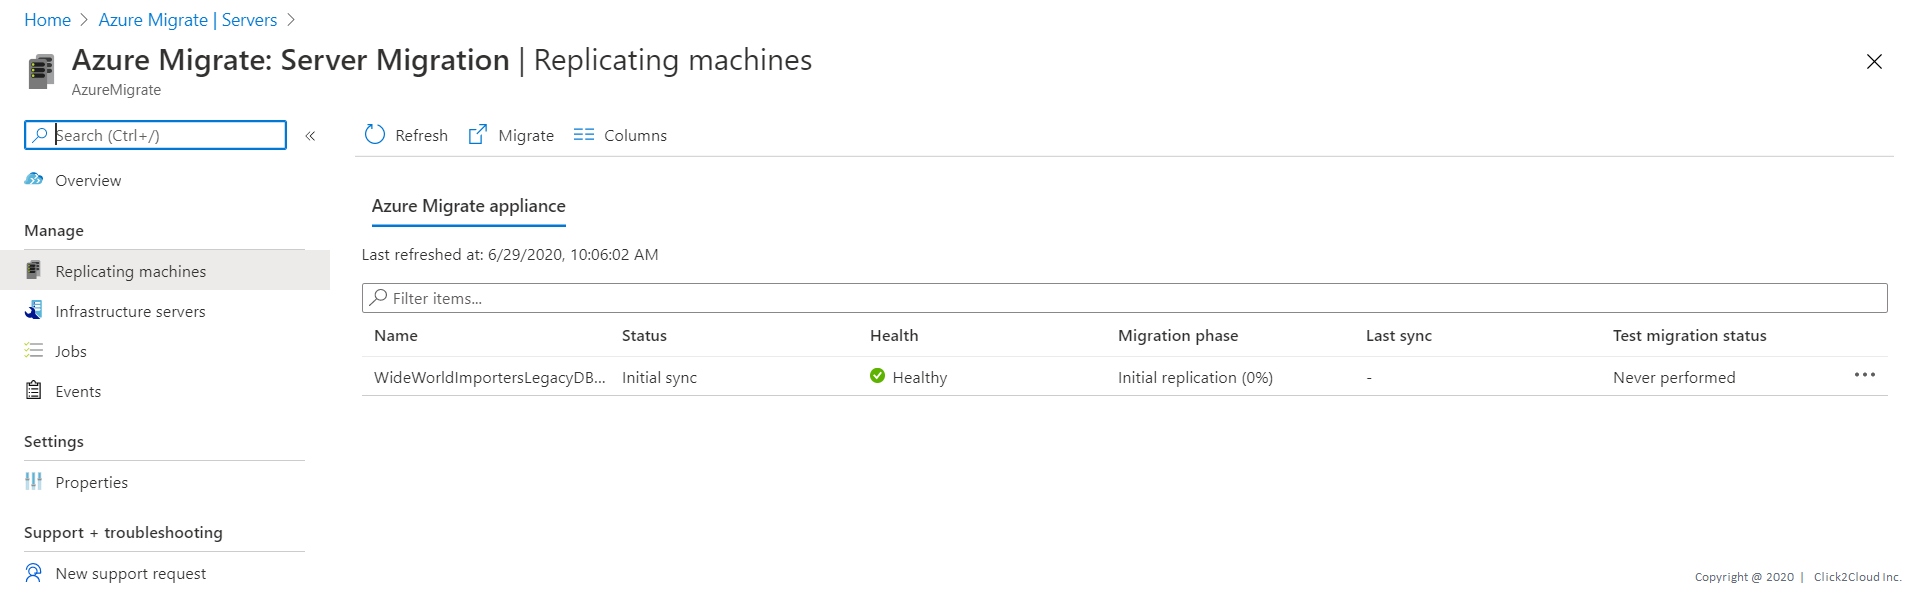 Home > Azure Migrate | Servers >
Azure Migrate: Server Migration | Replicating machines
AzureMigrate
Search (Ctrl+/)
«
Overview
Manage
Replicating machines
Infrastructure servers
Jobs
Events
Settings
Properties
Support + troubleshooting
New support request
Refresh Migrate Columns
Azure Migrate appliance
Last refreshed at: 6/29/2020, 10:06:02 AM
Filter items...
Name Status Health Migration phase Last sync Test migration status
WideWorldImportersLegacyDB... Initial sync Healthy Initial replication (0%) - Never performed ...
Copyright @ 2020 | Click2Cloud Inc.